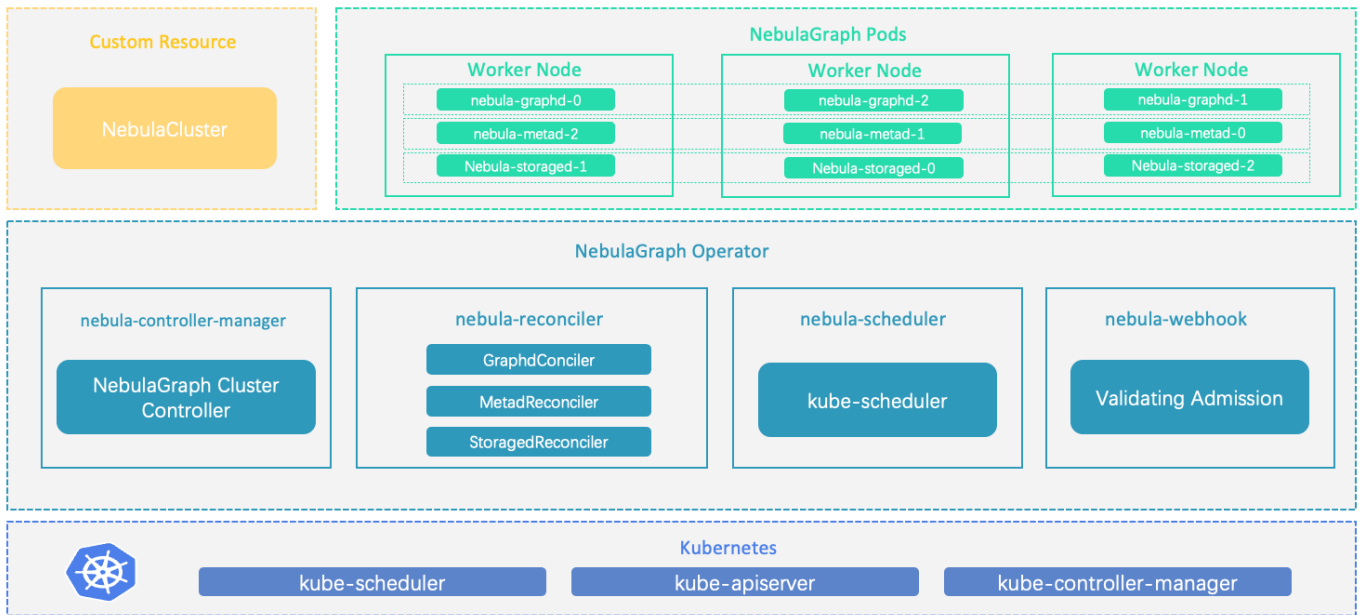 Custom Resource
NebulaCluster
NebulaGraph Pods
Worker Node
nebula-graphd-0
nebula-metad-2
Nebula-storaged-1
Worker Node
nebula-graphd-2
nebula-metad-1
Nebula-storaged-0
Worker Node
nebula-graphd-1
nebula-metad-0
Nebula-storaged-2
NebulaGraph Operator
nebula-controller-manager
NebulaGraph Cluster
Controller
nebula-reconciler
GraphdConciler
MetadReconciler
StoragedReconciler
nebula-scheduler
kube-scheduler
nebula-webhook
Validating Admission
Kubernetes
kube-scheduler
kube-apiserver
kube-controller-manager